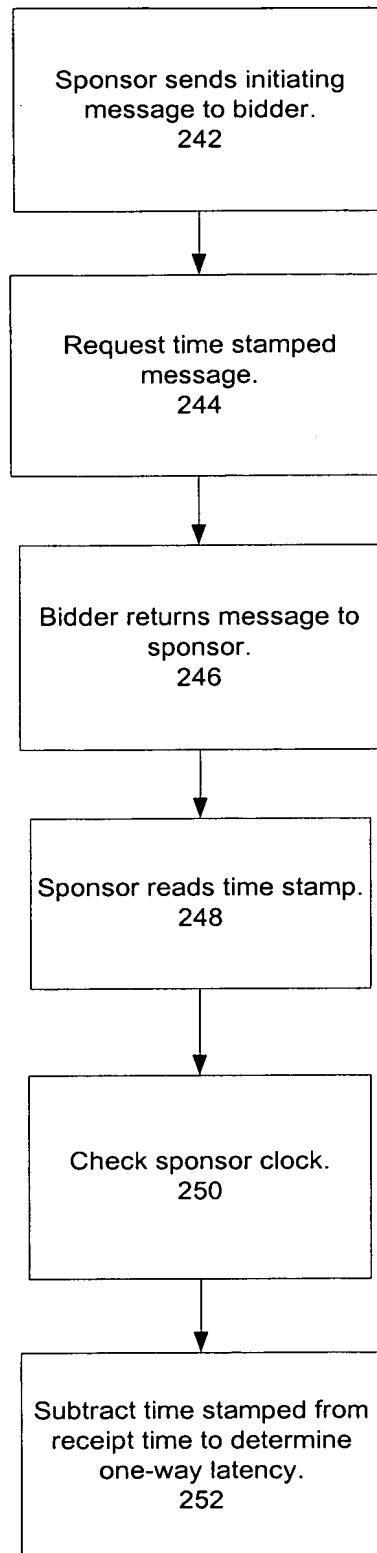 Sponsor sends initiating
message to bidder.
242
Request time stamped
message.
244
Bidder returns message to
sponsor.
246
Sponsor reads time stamp.
248
Check sponsor clock.
250
Subtract time stamped from
receipt time to determine
one-way latency.
252